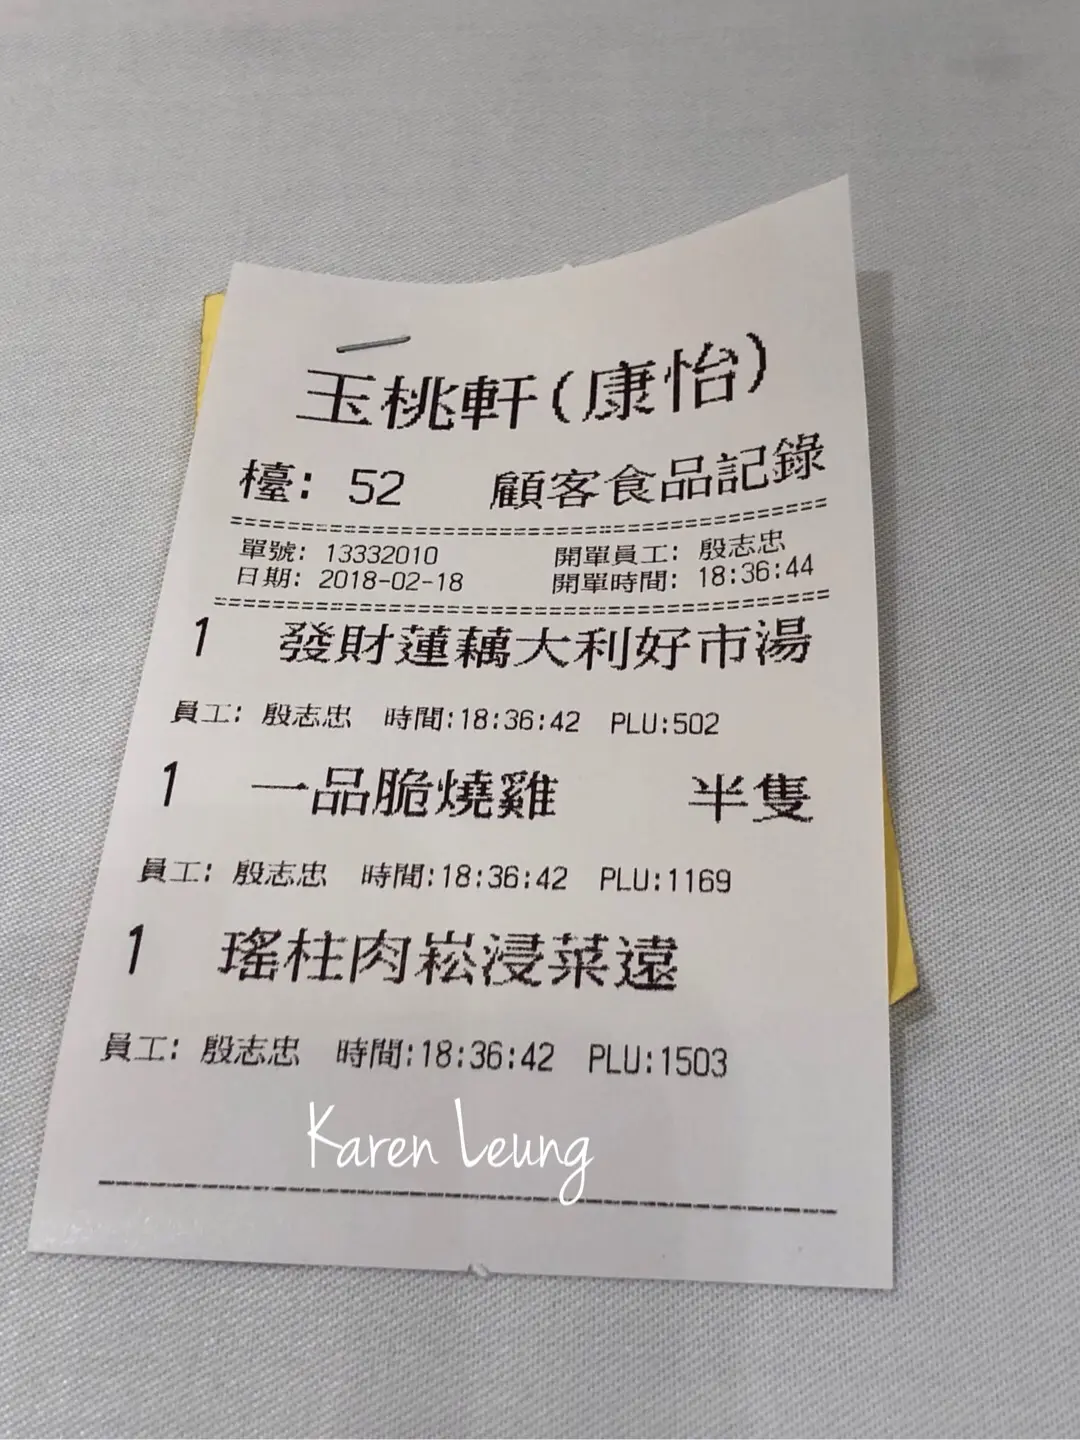 玉桃軒(康怡)
檯: 52 顧客食品記錄
單號: 13332010 開單員工: 殷志忠
日期: 2018-02-18 開單時間: 18:36:44
1 發財蓮藕大利好市湯
員工: 殷志忠 時間:18:36:42 PLU:502
1 一品脆燒雞 半隻
員工: 殷志忠 時間:18:36:42 PLU:1169
1 瑤柱肉崧浸菜遠
員工: 殷志忠 時間:18:36:42 PLU:1503
Karen Leung